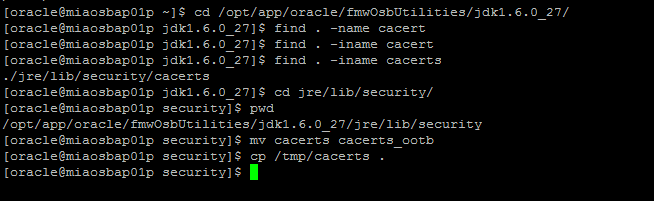 [oracle@miaosbap01p ~]$ cd /opt/app/oracle/fmwOsbUtilities/jdk1.6.0_27/
[oracle@miaosbap01p jdk1.6.0_27]$ find . -name cacert
[oracle@miaosbap01p jdk1.6.0_27]$ find . -iname cacert
[oracle@miaosbap01p jdk1.6.0_27]$ find . -iname cacerts
./jre/lib/security/cacerts
[oracle@miaosbap01p jdk1.6.0_27]$ cd jre/lib/security/
[oracle@miaosbap01p security]$ pwd
/opt/app/oracle/fmwOsbUtilities/jdk1.6.0_27/jre/lib/security
[oracle@miaosbap01p security]$ mv cacerts cacerts_ootb
[oracle@miaosbap01p security]$ cp /tmp/cacerts .
[oracle@miaosbap01p security]$